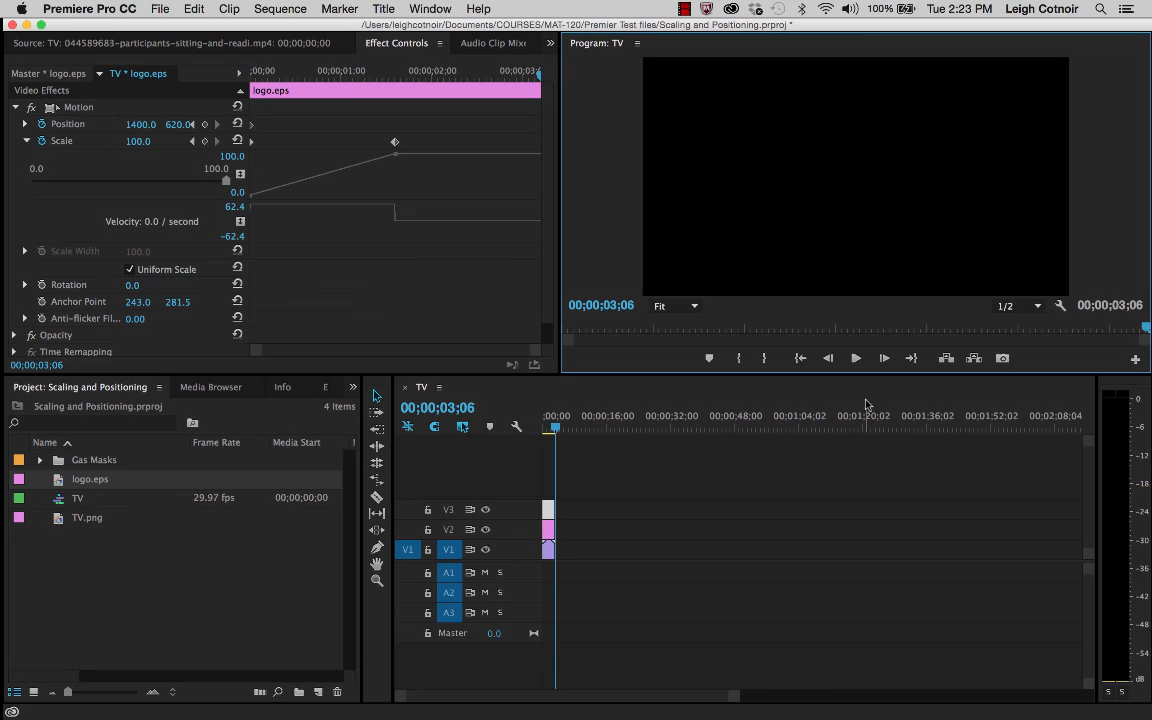 Premiere Pro CC File Edit Clip Sequence Marker Title Window Help 100% Tue 2:23 PM Leigh Cotnoir
/Users/leighcotnoir/Documents/COURSES/MAT-120/Premier Test files/Scaling and Positioning.prproj *
Source: TV: 044589683-participants-sitting-and-readi.mp4: 00;00;00;00 Effect Controls Audio Clip Mixe
Program: TV
Master * logo.eps TV * logo.eps ;00;00 00;00;01;00 00;00;02;00 00;00;03;0
Video Effects logo.eps
fx Motion
Position 1400.0 620.0
Scale 100.0
100.0
0.0 100.0
0.0
62.4
Velocity: 0.0 / second
-62.4
Scale Width 100.0
Uniform Scale
Rotation 0.0
Anchor Point 243.0 281.5
Anti-flicker Fil... 0.00
fx Opacity
fx Time Remapping
00;00;03;06
00;00;03;06 Fit 1/2 00;00;03;06
Project: Scaling and Positioning Media Browser Info E
Scaling and Positioning.prproj 4 Items
Name Frame Rate Media Start
Gas Masks
logo.eps
TV 29.97 fps 00;00;00;00
TV.png
× TV
00;00;03;06
;00;00 00;00;16;00 00;00;32;00 00;00;48;00 00;01;04;02 00;01;20;02 00;01;36;02 00;01;52;02 00;02;08;04
V3
V2
V1 V1
A1 M S
A2 M S
A3 M S
Master 0.0
0
-6
-12
-18
-24
-30
-36
-42
-48
-54
dB
S S